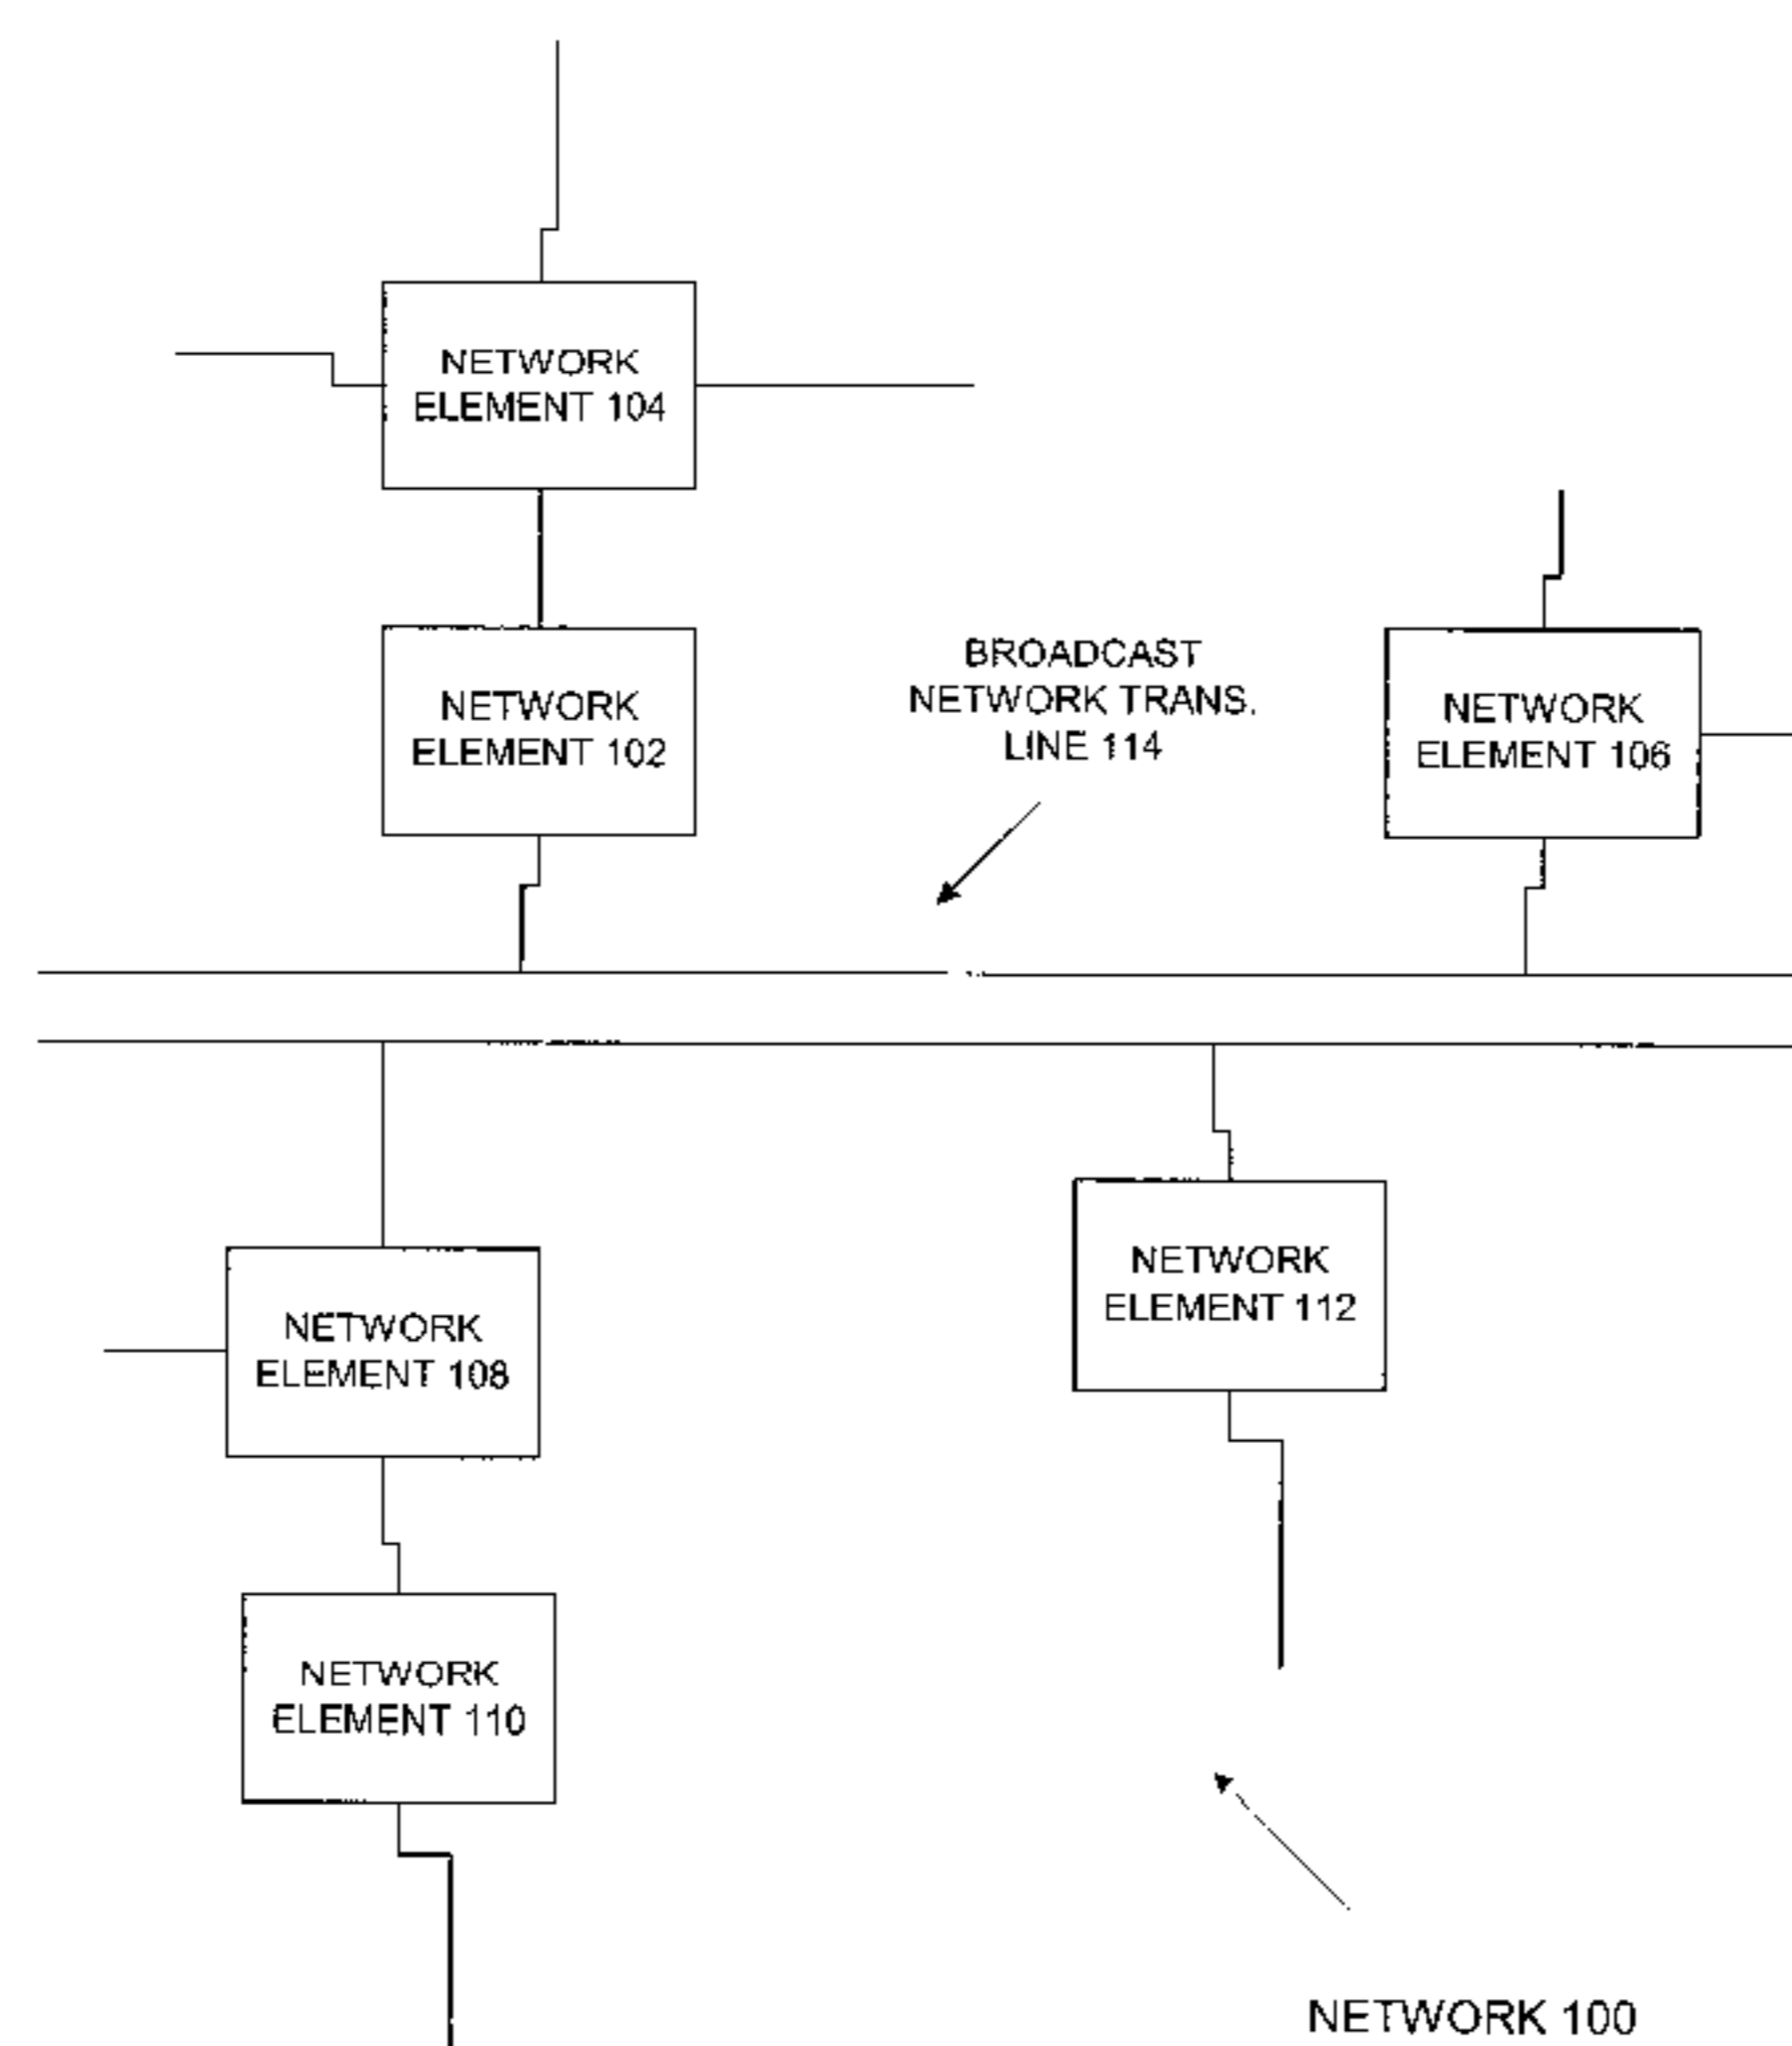 NETWORK
ELEMENT 104
NETWORK
ELEMENT 102
BROADCAST
NETWORK TRANS.
LINE 114
NETWORK
ELEMENT 106
NETWORK
ELEMENT 108
NETWORK
ELEMENT 112
NETWORK
ELEMENT 110
NETWORK 100